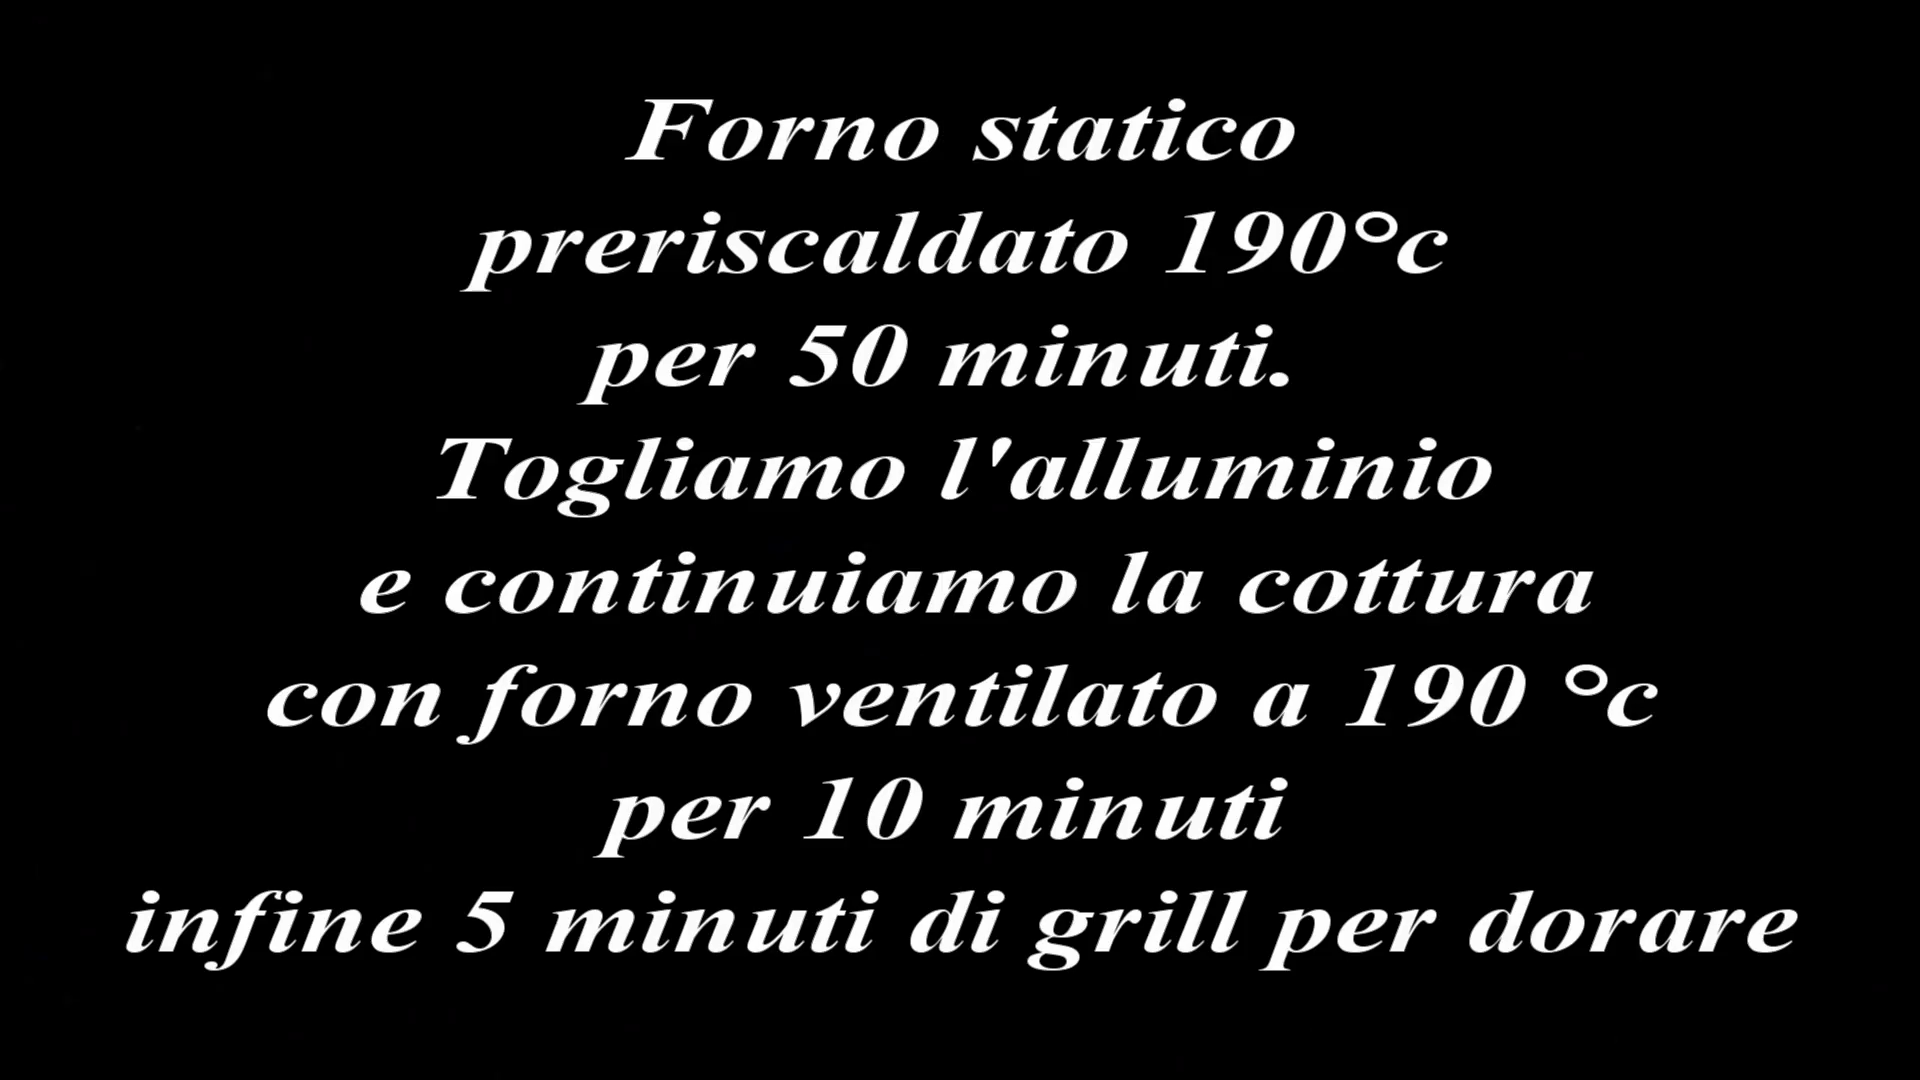 Forno statico
preriscaldato 190°c
per 50 minuti.
Togliamo l'alluminio
e continuiamo la cottura
con forno ventilato a 190 °c
per 10 minuti
infine 5 minuti di grill per dorare